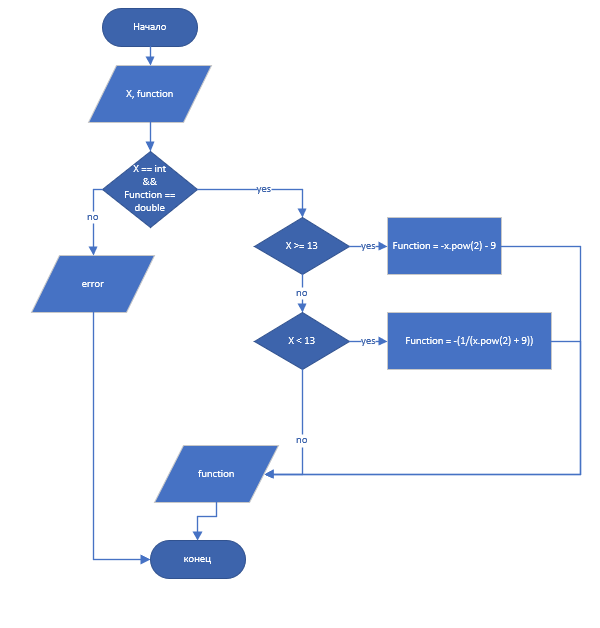 Начало
X, function
X == int
&&
Function ==
double
yes
no
X >= 13
yes
Function = -x.pow(2) - 9
error
no
X < 13
yes
Function = -(1/(x.pow(2) + 9))
no
function
конец